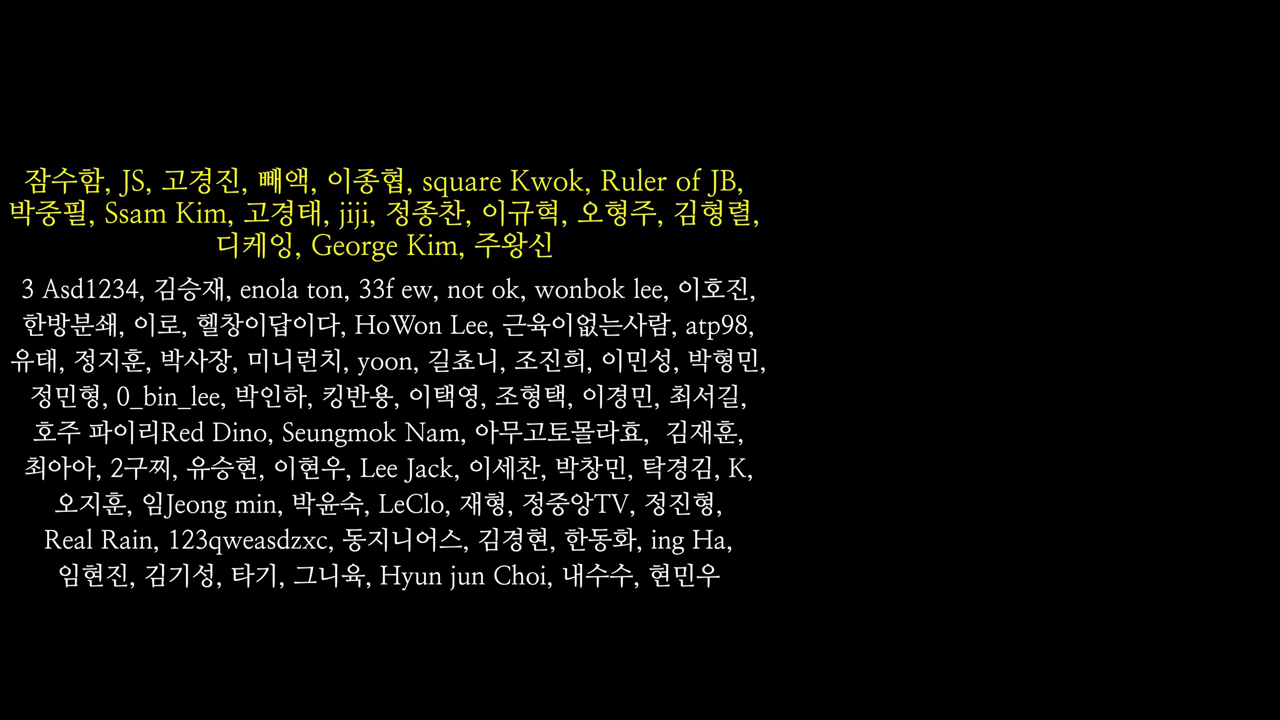 잠수함, JS, 고경진, 빼액, 이종협, square Kwok, Ruler of JB,
박중필, Ssam Kim, 고경태, jiji, 정종찬, 이규혁, 오형주, 김형렬,
디케잉, George Kim, 주왕신
3 Asd1234, 김승재, enola ton, 33f ew, not ok, wonbok lee, 이호진,
한방분쇄, 이로, 헬창이답이다, HoWon Lee, 근육이없는사람, atp98,
유태, 정지훈, 박사장, 미니런치, yoon, 길쵸니, 조진희, 이민성, 박형민,
정민형, 0_bin_lee, 박인하, 킹반용, 이택영, 조형택, 이경민, 최서길,
호주 파이리Red Dino, Seungmok Nam, 아무고토몰라효, 김재훈,
최아아, 2구찌, 유승현, 이현우, Lee Jack, 이세찬, 박창민, 탁경김, K,
오지훈, 임Jeong min, 박윤숙, LeClo, 재형, 정중앙TV, 정진형,
Real Rain, 123qweasdzxc, 동지니어스, 김경현, 한동화, ing Ha,
임현진, 김기성, 타기, 그니육, Hyun jun Choi, 내수수, 현민우